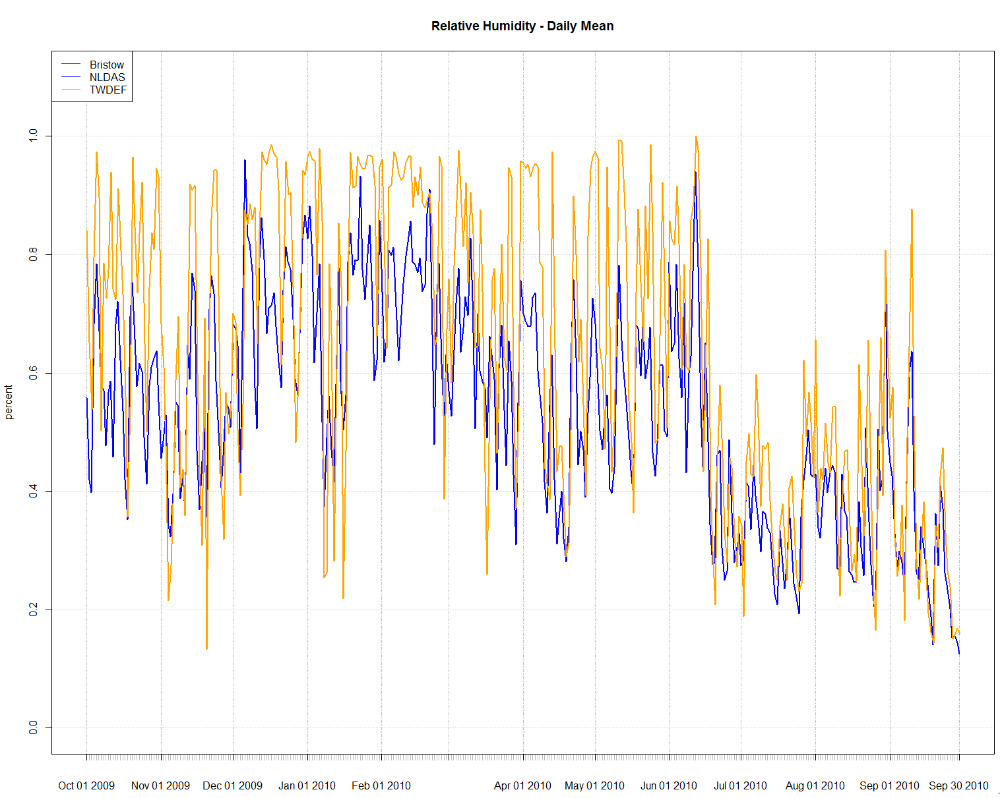 Relative Humidity - Daily Mean
Bristow
NLDAS
TWDEF
percent
1.0
0.8
0.6
0.4
0.2
0.0
Oct 01 2009 Nov 01 2009 Dec 01 2009 Jan 01 2010 Feb 01 2010 Apr 01 2010 May 01 2010 Jun 01 2010 Jul 01 2010 Aug 01 2010 Sep 01 2010 Sep 30 2010